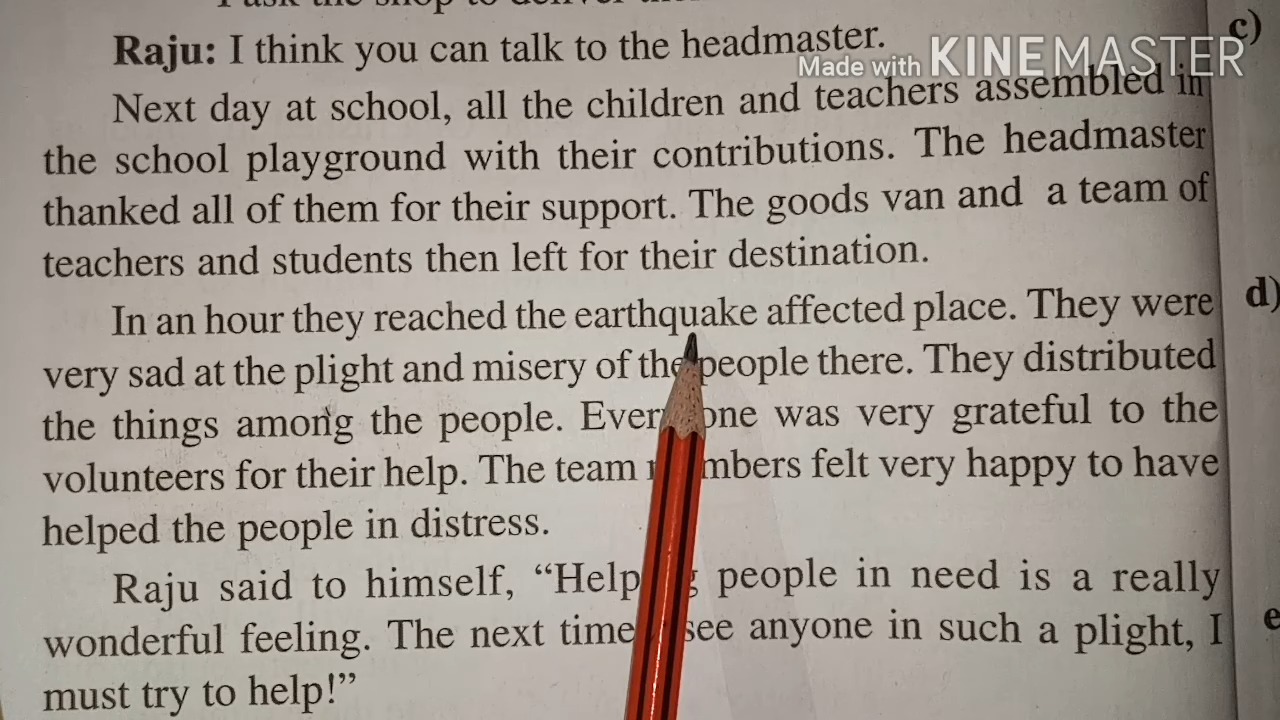 Raju: I think you can talk to the headmaster.
c)
Made with KINEMASTER
Next day at school, all the children and teachers assembled in
the school playground with their contributions. The headmaster
thanked all of them for their support. The goods van and a team of
teachers and students then left for their destination.
In an hour they reached the earthquake affected place. They were
d)
very sad at the plight and misery of the people there. They distributed
the things among the people. Everyone was very grateful to the
volunteers for their help. The team members felt very happy to have
helped the people in distress.
Raju said to himself, “Helping people in need is a really
wonderful feeling. The next time I see anyone in such a plight, I
e
must try to help!”